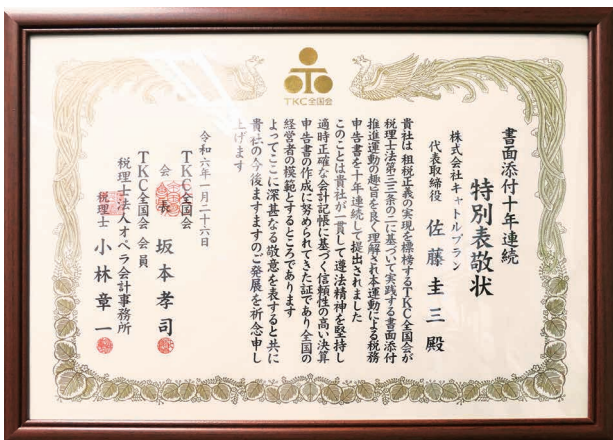 TKC全国会
書面添付十年連続
特別表敬状
株式会社キャトルプラン
代表取締役 佐藤圭三殿
貴社は租税正義の実現を標榜するTKC全国会が
税理士法第三三条の二に基づいて実践する書面添付
推進運動の趣旨を良く理解され本運動による税務
申告書を十年連続して提出されました
このことは貴社が一貫して遵法精神を堅持し
適時正確な会計記帳に基づく信頼性の高い決算
申告書の作成に努められてきた証であり全国の
経営者の模範とするところであります
よってここに深甚なる敬意を表すると共に
貴社の今後ますますのご発展を祈念申し
上げます
令和六年一月二十六日
TKC全国会
会長 坂本孝司
TKC全国会会員
税理士法人オペラ会計事務所
税理士 小林章一